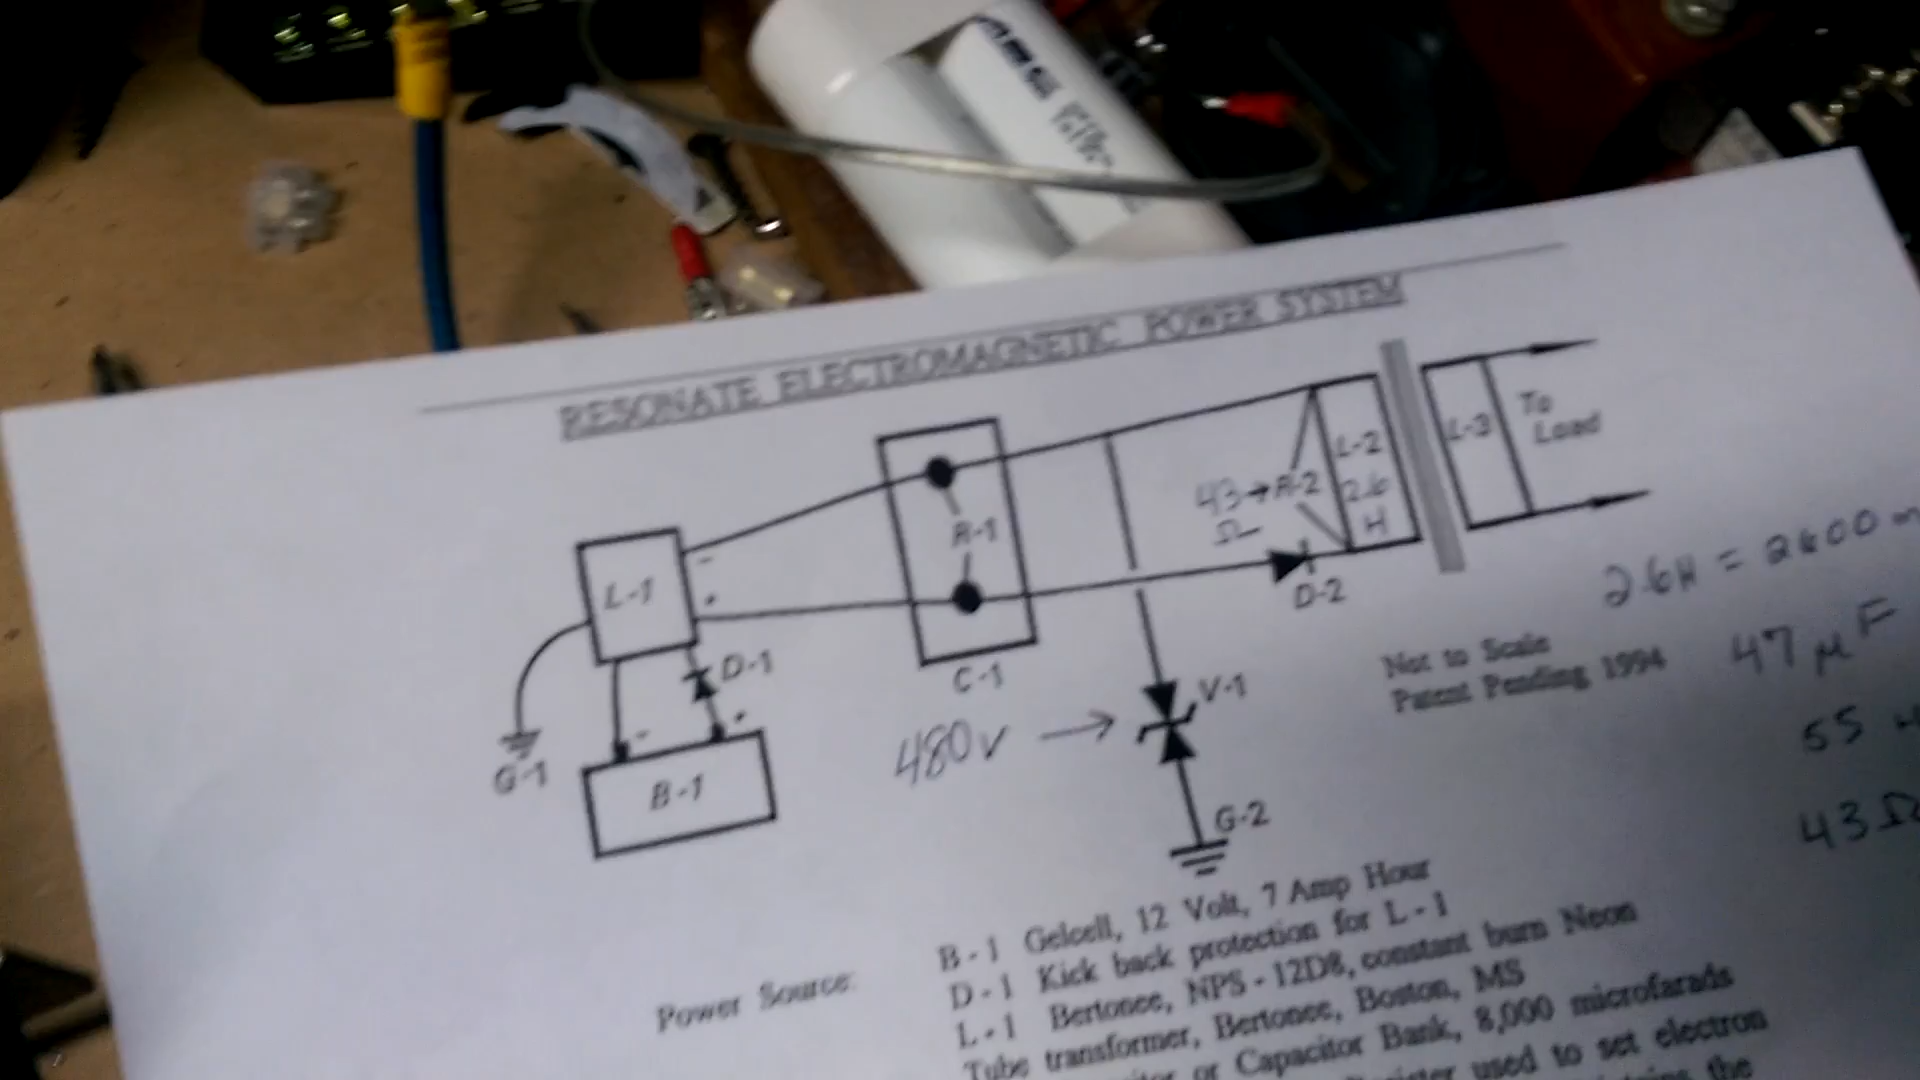 RESONATE ELECTROMAGNETIC POWER SYSTEM
L-1
-
+
D-1
G-1
-
+
B-1
R-1
C-1
43→R-2
Ω
L-2
2.6
H
L-3
To
Load
D-2
V-1
480v →
G-2
Not to Scale
Patent Pending 1994
2.6H = 2600
47 μF
55
43Ω
Power Source:
B - 1 Gelcell, 12 Volt, 7 Amp Hour
D - 1 Kick back protection for L - 1
L - 1 Bertonee, NPS - 12D8, constant burn Neon
Tube transformer, Bertonee, Boston, MS
or Capacitor Bank, 8,000 microfarads
used to set electron
the